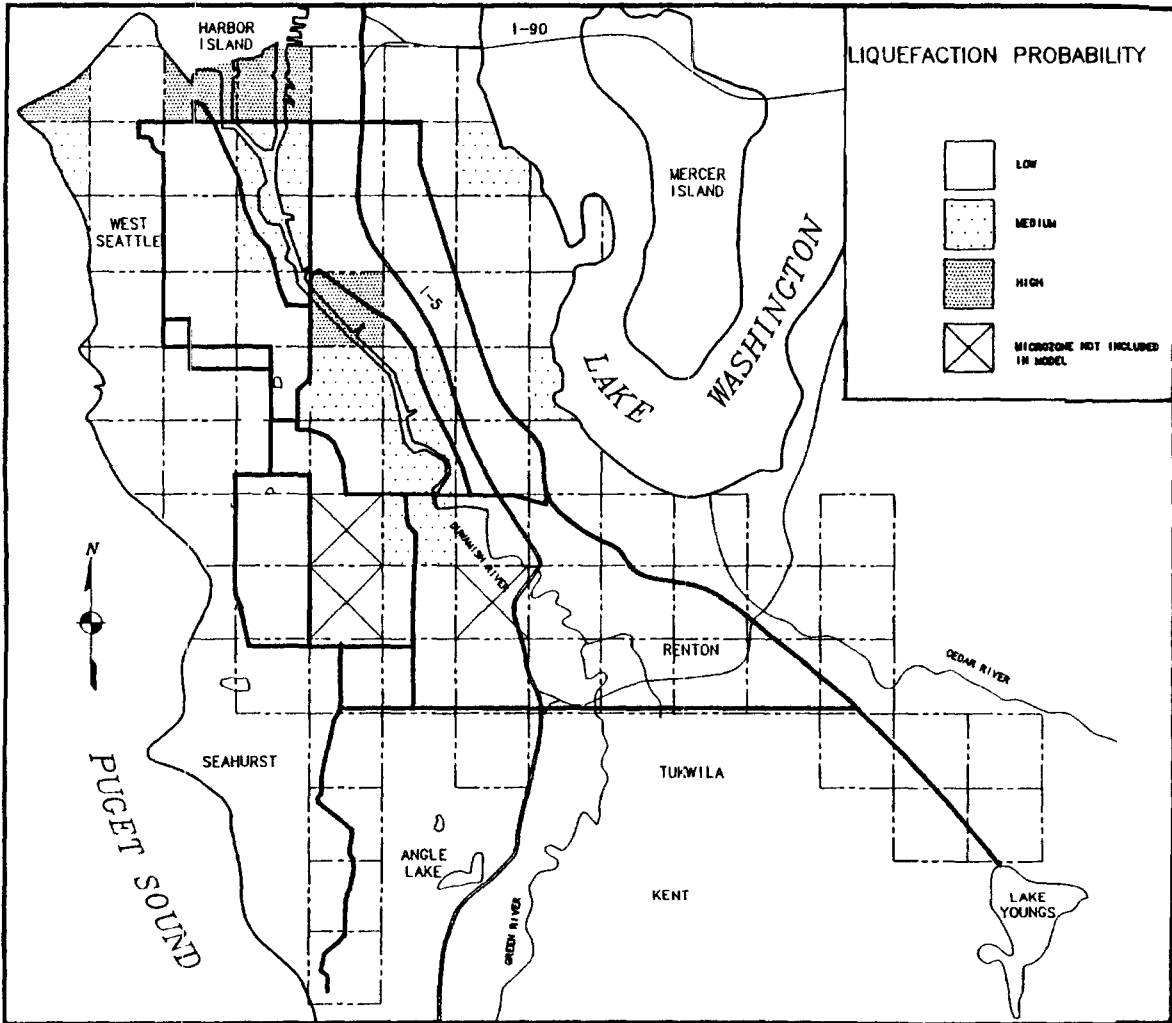 HARBOR
ISLAND
I-90
LIQUEFACTION PROBABILITY
LOW
MEDIUM
HIGH
MICROZONE NOT INCLUDED
IN MODEL
MERCER
ISLAND
WEST
SEATTLE
I-5
LAKE WASHINGTON
N
DUWAMISH RIVER
RENTON
CEDAR RIVER
SEAHURST
TUKWILA
PUGET SOUND
ANGLE
LAKE
KENT
GREEN RIVER
LAKE
YOUNGS